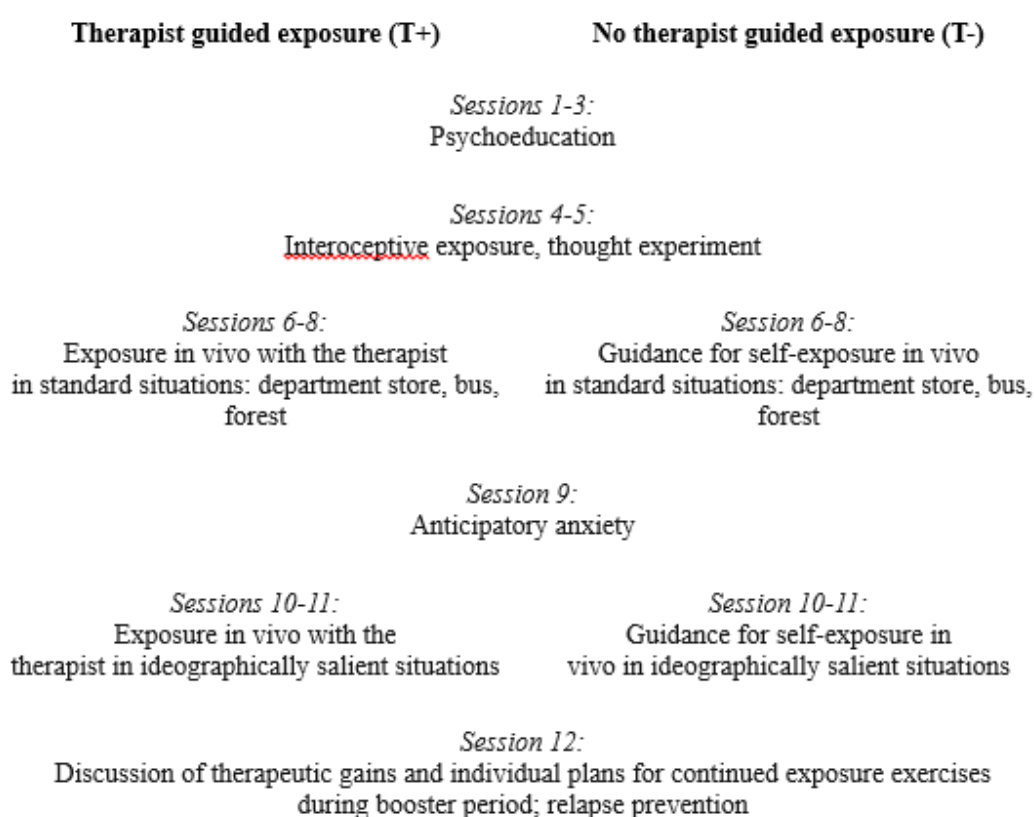 Therapist guided exposure (T+)
No therapist guided exposure (T-)
Sessions 1-3:
Psychoeducation
Sessions 4-5:
Interoceptive exposure, thought experiment
Sessions 6-8:
Exposure in vivo with the therapist
in standard situations: department store, bus,
forest
Session 6-8:
Guidance for self-exposure in vivo
in standard situations: department store, bus,
forest
Session 9:
Anticipatory anxiety
Sessions 10-11:
Exposure in vivo with the
therapist in ideographically salient situations
Session 10-11:
Guidance for self-exposure in
vivo in ideographically salient situations
Session 12:
Discussion of therapeutic gains and individual plans for continued exposure exercises
during booster period; relapse prevention